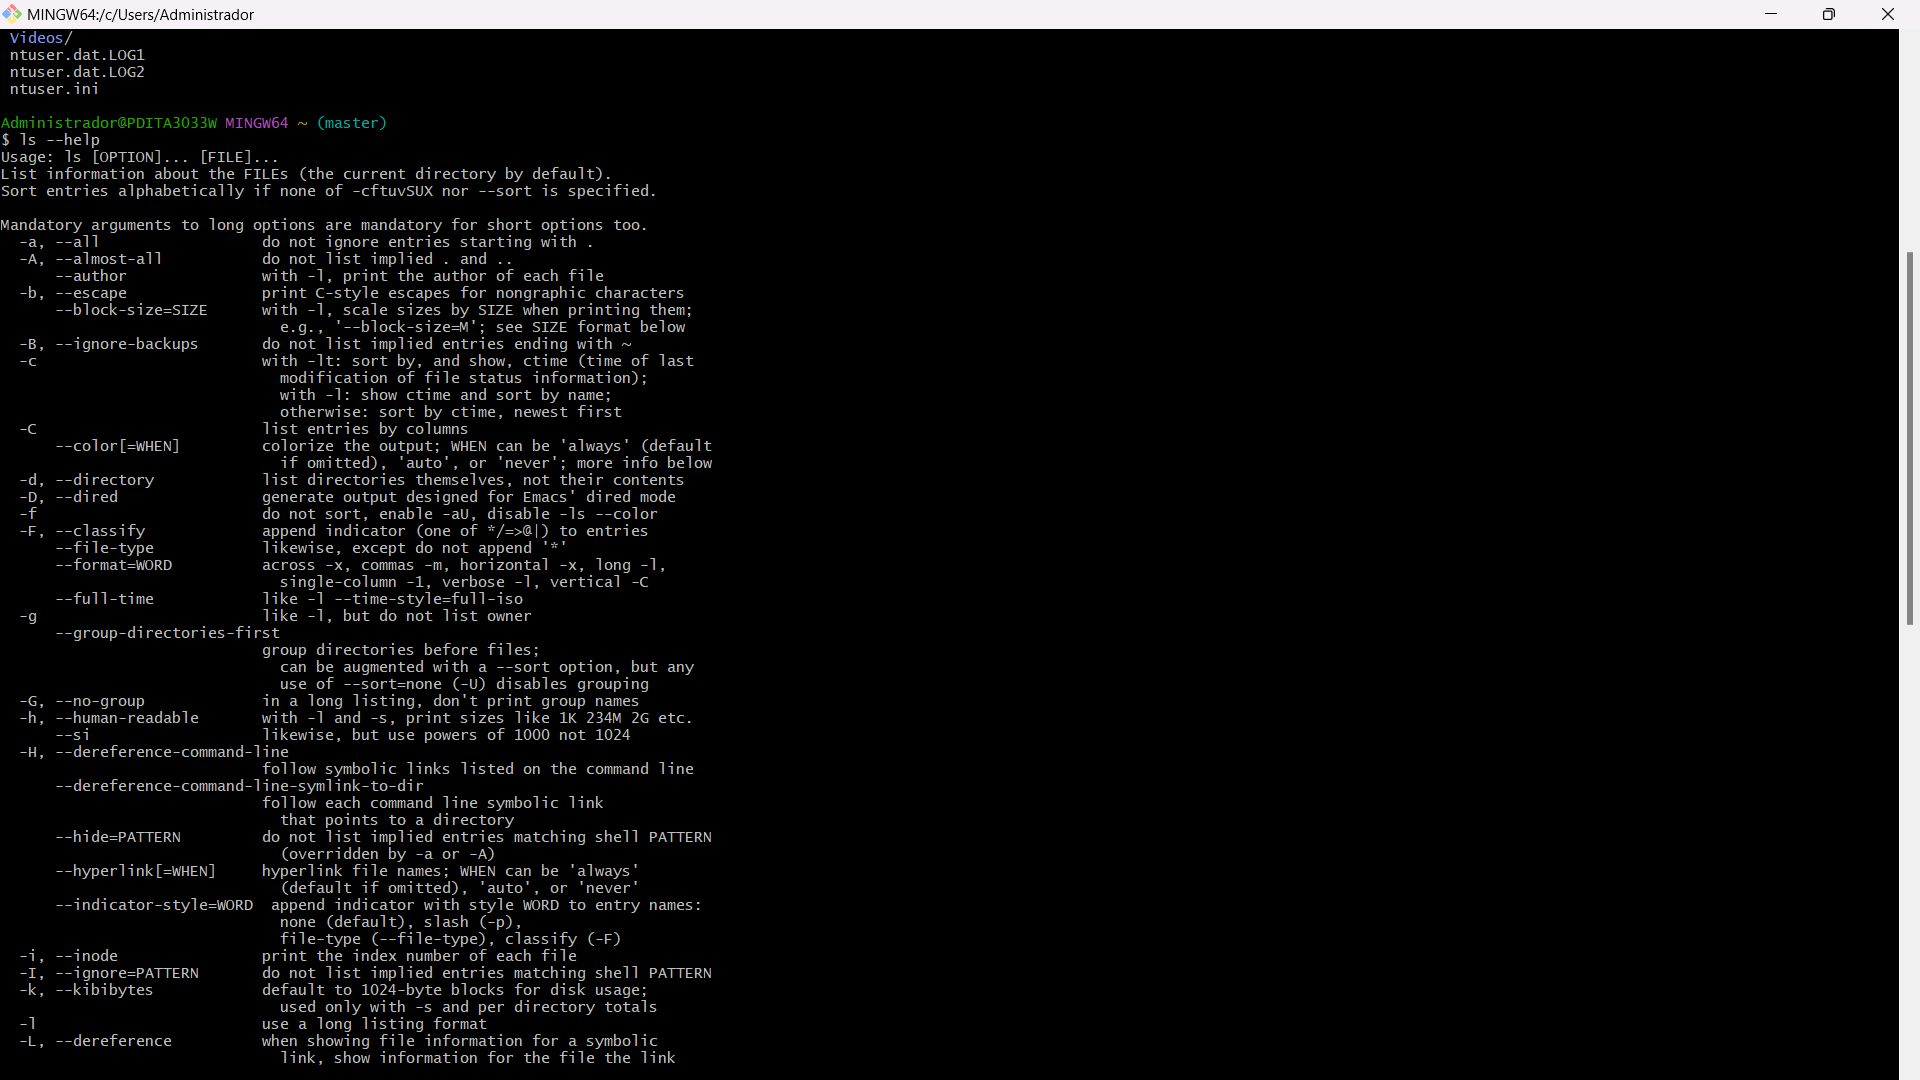 MINGW64:/c/Users/Administrador
Videos/
ntuser.dat.LOG1
ntuser.dat.LOG2
ntuser.ini
Administrador@PDITA3033W MINGW64 ~ (master)
$ ls --help
Usage: ls [OPTION]... [FILE]...
List information about the FILEs (the current directory by default).
Sort entries alphabetically if none of -cftuvSUX nor --sort is specified.
Mandatory arguments to long options are mandatory for short options too.
-a, --all                  do not ignore entries starting with .
-A, --almost-all           do not list implied . and ..
--author               with -l, print the author of each file
-b, --escape               print C-style escapes for nongraphic characters
--block-size=SIZE      with -l, scale sizes by SIZE when printing them;
e.g., '--block-size=M'; see SIZE format below
-B, --ignore-backups       do not list implied entries ending with ~
-c                         with -lt: sort by, and show, ctime (time of last
modification of file status information);
with -l: show ctime and sort by name;
otherwise: sort by ctime, newest first
-C                         list entries by columns
--color[=WHEN]         colorize the output; WHEN can be 'always' (default
if omitted), 'auto', or 'never'; more info below
-d, --directory            list directories themselves, not their contents
-D, --dired                generate output designed for Emacs' dired mode
-f                         do not sort, enable -aU, disable -ls --color
-F, --classify             append indicator (one of */=>@|) to entries
--file-type            likewise, except do not append '*'
--format=WORD          across -x, commas -m, horizontal -x, long -l,
single-column -1, verbose -l, vertical -C
--full-time            like -l --time-style=full-iso
-g                         like -l, but do not list owner
--group-directories-first
group directories before files;
can be augmented with a --sort option, but any
use of --sort=none (-U) disables grouping
-G, --no-group             in a long listing, don't print group names
-h, --human-readable       with -l and -s, print sizes like 1K 234M 2G etc.
--si                   likewise, but use powers of 1000 not 1024
-H, --dereference-command-line
follow symbolic links listed on the command line
--dereference-command-line-symlink-to-dir
follow each command line symbolic link
that points to a directory
--hide=PATTERN         do not list implied entries matching shell PATTERN
(overridden by -a or -A)
--hyperlink[=WHEN]     hyperlink file names; WHEN can be 'always'
(default if omitted), 'auto', or 'never'
--indicator-style=WORD  append indicator with style WORD to entry names:
none (default), slash (-p),
file-type (--file-type), classify (-F)
-i, --inode                print the index number of each file
-I, --ignore=PATTERN       do not list implied entries matching shell PATTERN
-k, --kibibytes            default to 1024-byte blocks for disk usage;
used only with -s and per directory totals
-l                         use a long listing format
-L, --dereference          when showing file information for a symbolic
link, show information for the file the link